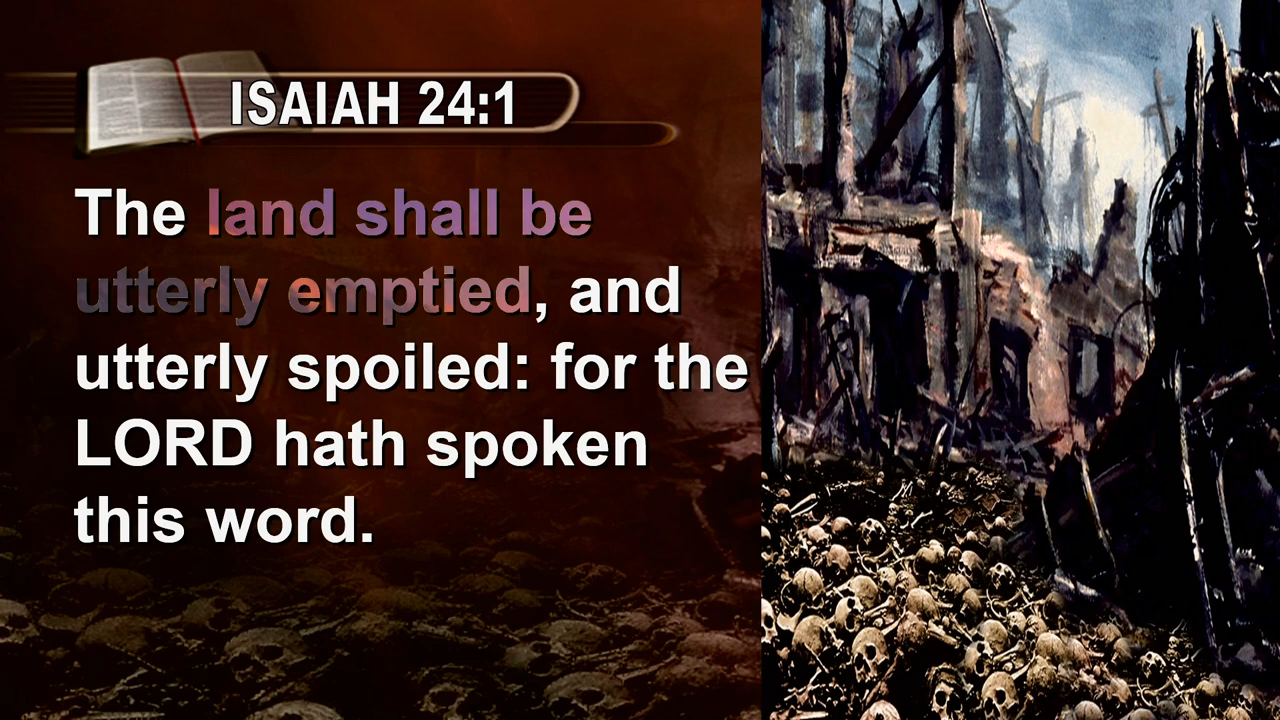 ISAIAH 24:1
The land shall be
utterly emptied, and
utterly spoiled: for the
LORD hath spoken
this word.